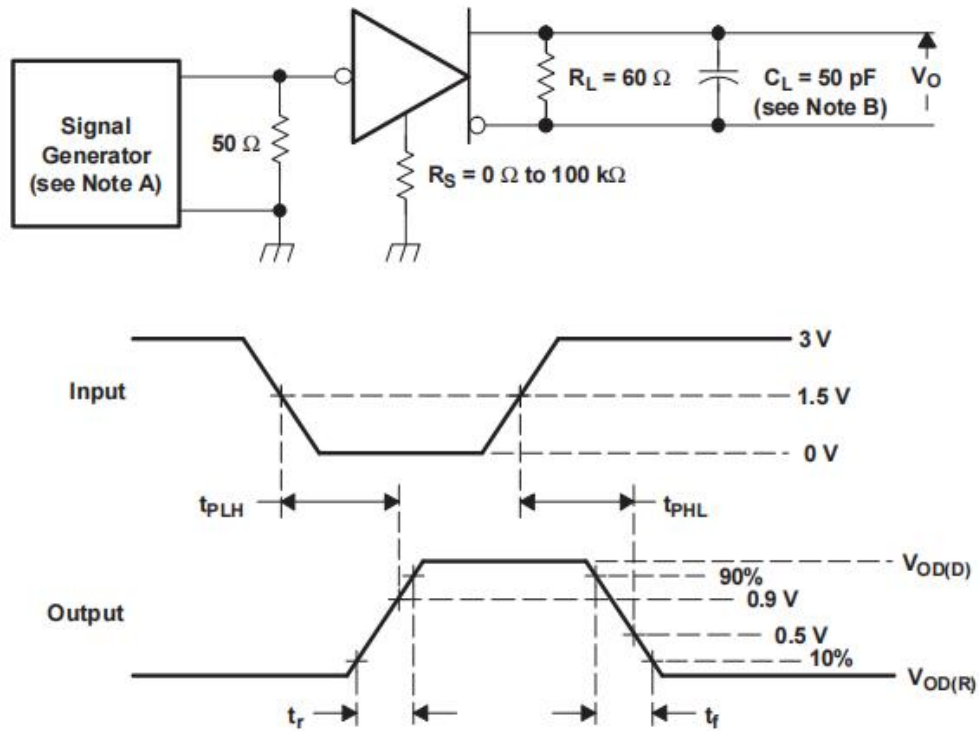 Signal
Generator
(see Note A)
50 Ω
R_S = 0 Ω to 100 kΩ
R_L = 60 Ω
C_L = 50 pF
(see Note B)
V_O
Input
3 V
1.5 V
0 V
t_PLH
t_PHL
Output
V_OD(D)
90%
0.9 V
0.5 V
10%
V_OD(R)
t_r
t_f